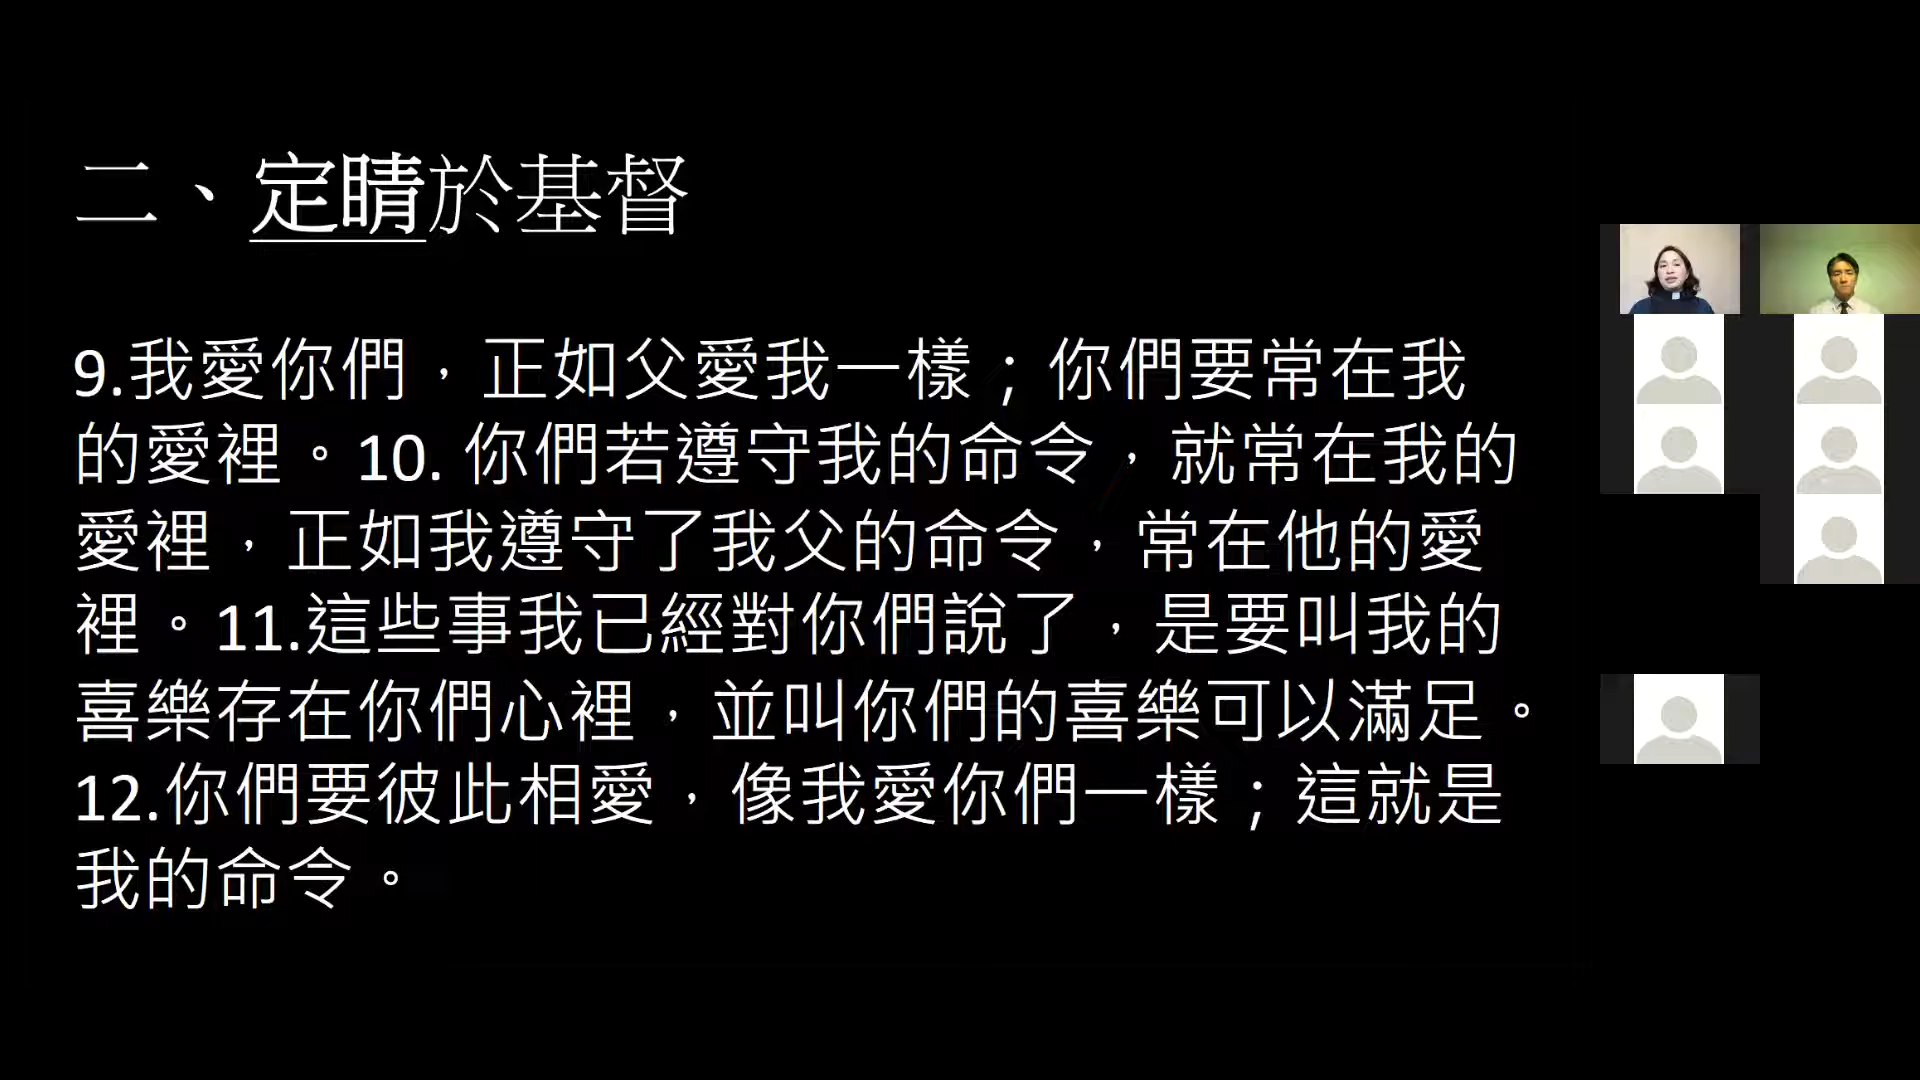 二、定睛於基督
9.我愛你們，正如父愛我一樣；你們要常在我
的愛裡。10. 你們若遵守我的命令，就常在我的
愛裡，正如我遵守了我父的命令，常在他的愛
裡。11.這些事我已經對你們說了，是要叫我的
喜樂存在你們心裡，並叫你們的喜樂可以滿足。
12.你們要彼此相愛，像我愛你們一樣；這就是
我的命令。